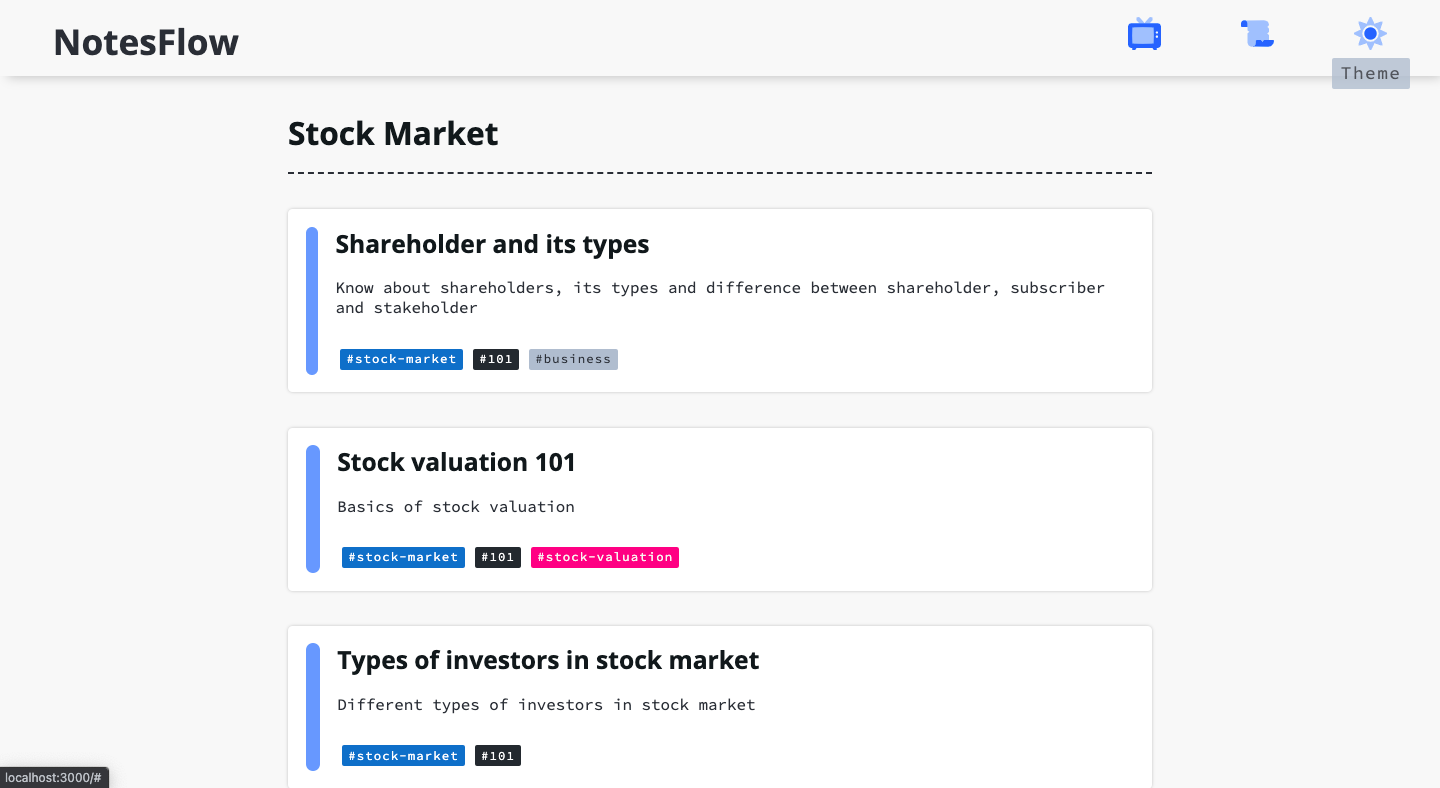 NotesFlow
Theme
Stock Market
Shareholder and its types
Know about shareholders, its types and difference between shareholder, subscriber
and stakeholder
#stock-market #101 #business
Stock valuation 101
Basics of stock valuation
#stock-market #101 #stock-valuation
Types of investors in stock market
Different types of investors in stock market
#stock-market #101
localhost:3000/#